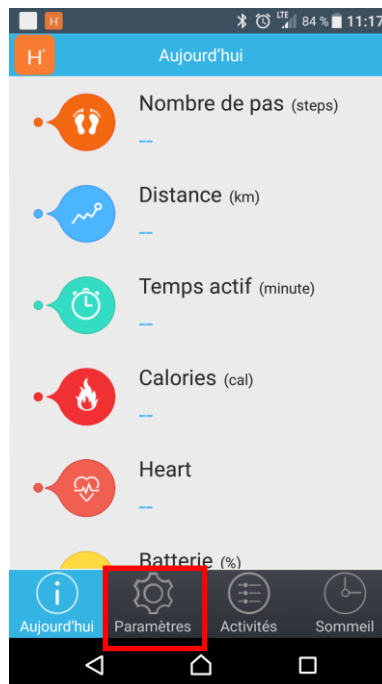 H LTE 84 % 11:17
H Aujourd'hui
Nombre de pas (steps)
--
Distance (km)
--
Temps actif (minute)
--
Calories (cal)
--
Heart
--
Batterie (%)
Aujourd'hui Paramètres Activités Sommeil